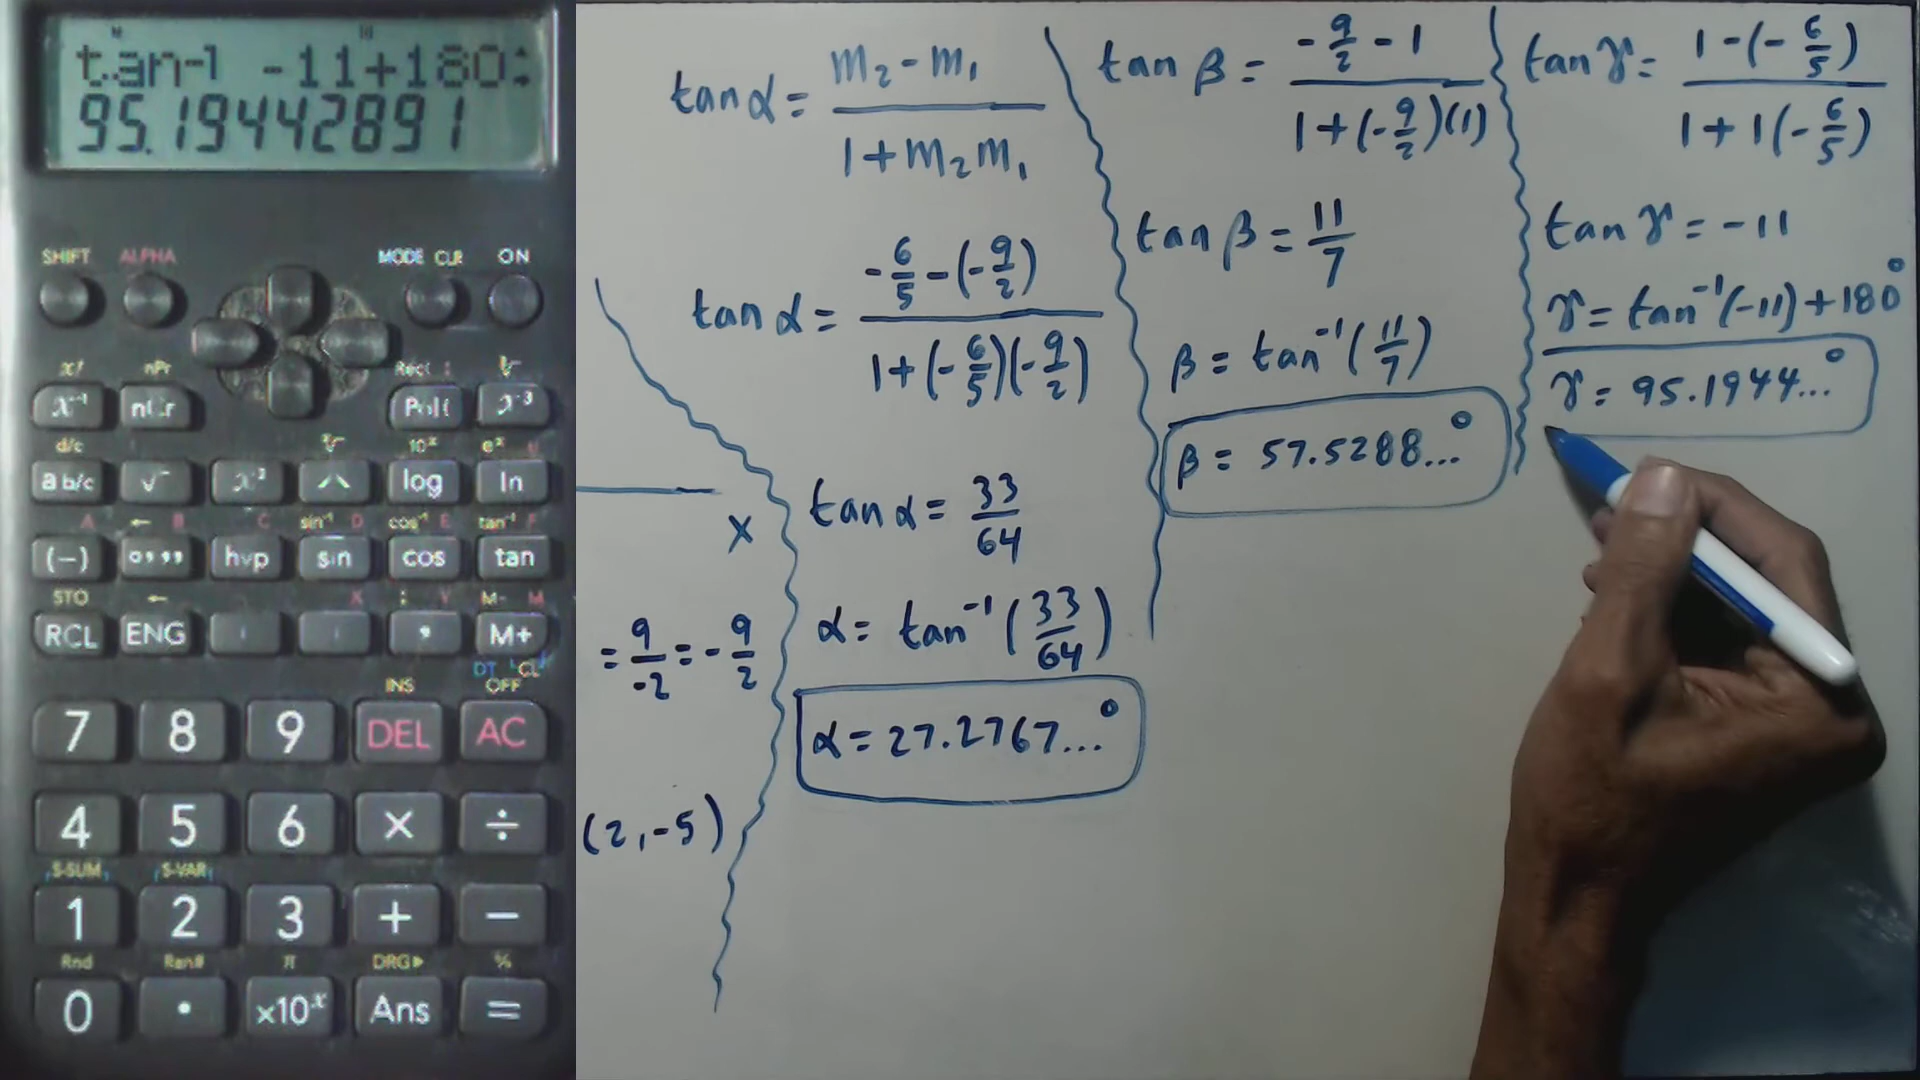 tan-1 -11+180
95.19442891
SHIFT ALPHA MODE CLR ON
x! nPr Rec( : ³√
x⁻¹ nCr Pol( x³
d/c ˣ√ 10ˣ eˣ
a b/c √ x² ^ log ln
A ← B C sin⁻¹ D cos⁻¹ E tan⁻¹ F
(-) ° ’ ” hyp sin cos tan
STO ← X ; Y M- M
RCL ENG , M+
DT CL
INS OFF
7 8 9 DEL AC
4 5 6 × ÷
S-SUM S-VAR
1 2 3 + −
Rnd Ran# π DRG▶ %
0 · ×10ˣ Ans =
x
= 9/-2 = - 9/2
(2, -5)
tan α = (m₂ - m₁)/(1 + m₂m₁)
tan α = (-6/5 - (-9/2))/(1 + (-6/5)(-9/2))
tan α = 33/64
α = tan⁻¹(33/64)
α = 27.2767...°
tan β = (-9/2 - 1)/(1 + (-9/2)(1))
tan β = 11/7
β = tan⁻¹(11/7)
β = 57.5288...°
tan γ = (1 - (-6/5))/(1 + 1(-6/5))
tan γ = -11
γ = tan⁻¹(-11) + 180°
γ = 95.1944...°